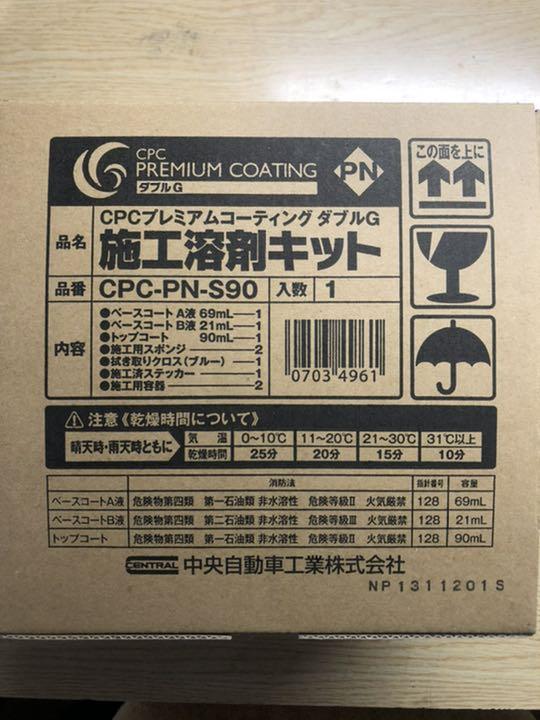 CPC
PREMIUM COATING
ダブルG
PN
この面を上に
品名 CPCプレミアムコーティング ダブルG
施工溶剤キット
品番 CPC-PN-S90 入数 1
内容
●ベースコート A液 69mL 1
●ベースコート B液 21mL 1
●トップコート 90mL 1
●施工用スポンジ 2
●拭き取りクロス(ブルー) 1
●施工済ステッカー 1
●施工用容器 2
0703 4961
注意《乾燥時間について》
晴天時・雨天時ともに
気温 0~10℃ 11~20℃ 21~30℃ 31℃以上
乾燥時間 25分 20分 15分 10分
消防法 指針番号 容量
ベースコートA液 危険物第四類 第一石油類 非水溶性 危険等級Ⅱ 火気厳禁 128 69mL
ベースコートB液 危険物第四類 第二石油類 非水溶性 危険等級Ⅲ 火気厳禁 128 21mL
トップコート 危険物第四類 第一石油類 非水溶性 危険等級Ⅱ 火気厳禁 128 90mL
CENTRAL 中央自動車工業株式会社
NP1311201S